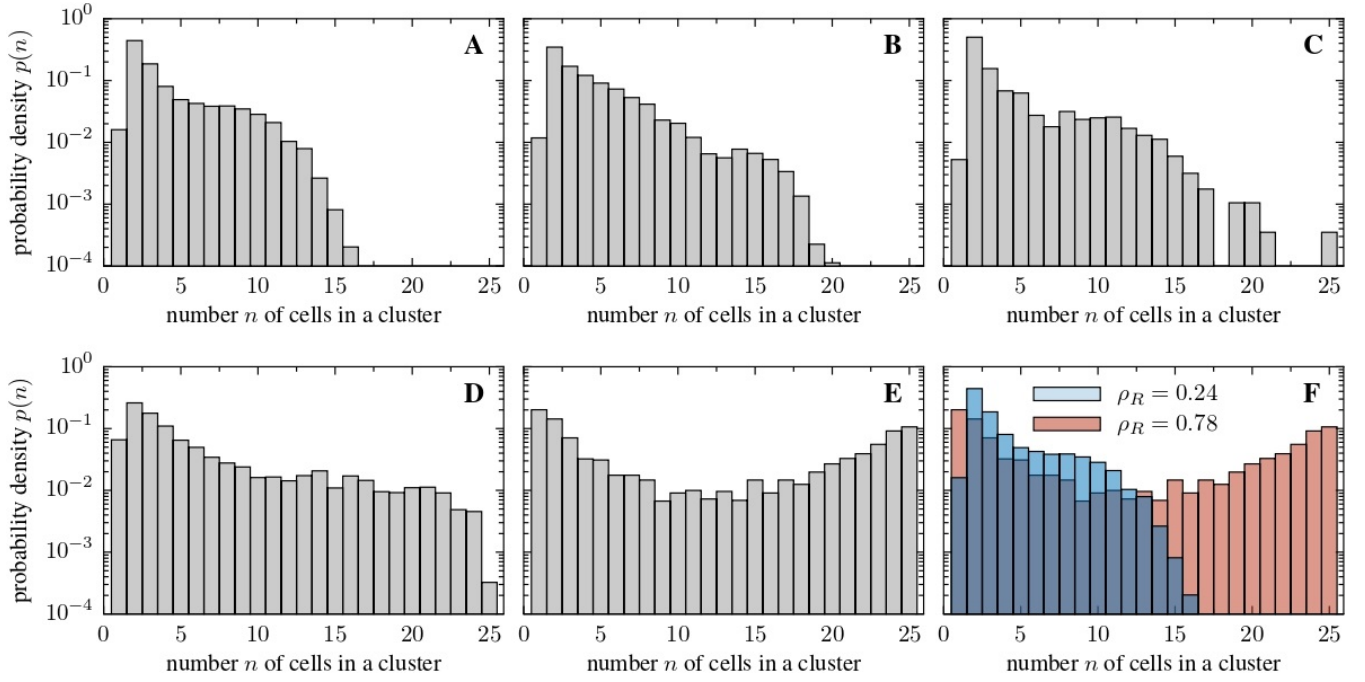 10^0
10^{-1}
10^{-2}
10^{-3}
10^{-4}
probability density p(n)
A
0 5 10 15 20 25
number n of cells in a cluster
B
0 5 10 15 20 25
number n of cells in a cluster
C
0 5 10 15 20 25
number n of cells in a cluster
10^0
10^{-1}
10^{-2}
10^{-3}
10^{-4}
probability density p(n)
D
0 5 10 15 20 25
number n of cells in a cluster
E
0 5 10 15 20 25
number n of cells in a cluster
F
ρ_R = 0.24
ρ_R = 0.78
0 5 10 15 20 25
number n of cells in a cluster